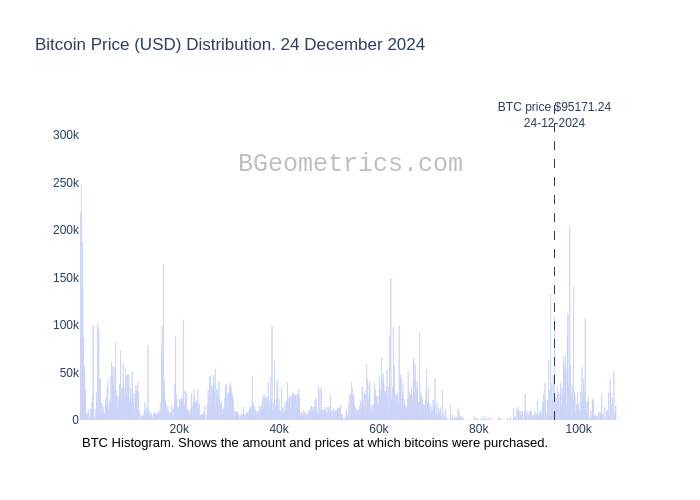 Bitcoin Price (USD) Distribution. 24 December 2024
BTC price $95171.24
24-12-2024
300k
BGeometrics.com
250k
200k
150k
100k
50k
0
20k 40k 60k 80k 100k
BTC Histogram. Shows the amount and prices at which bitcoins were purchased.